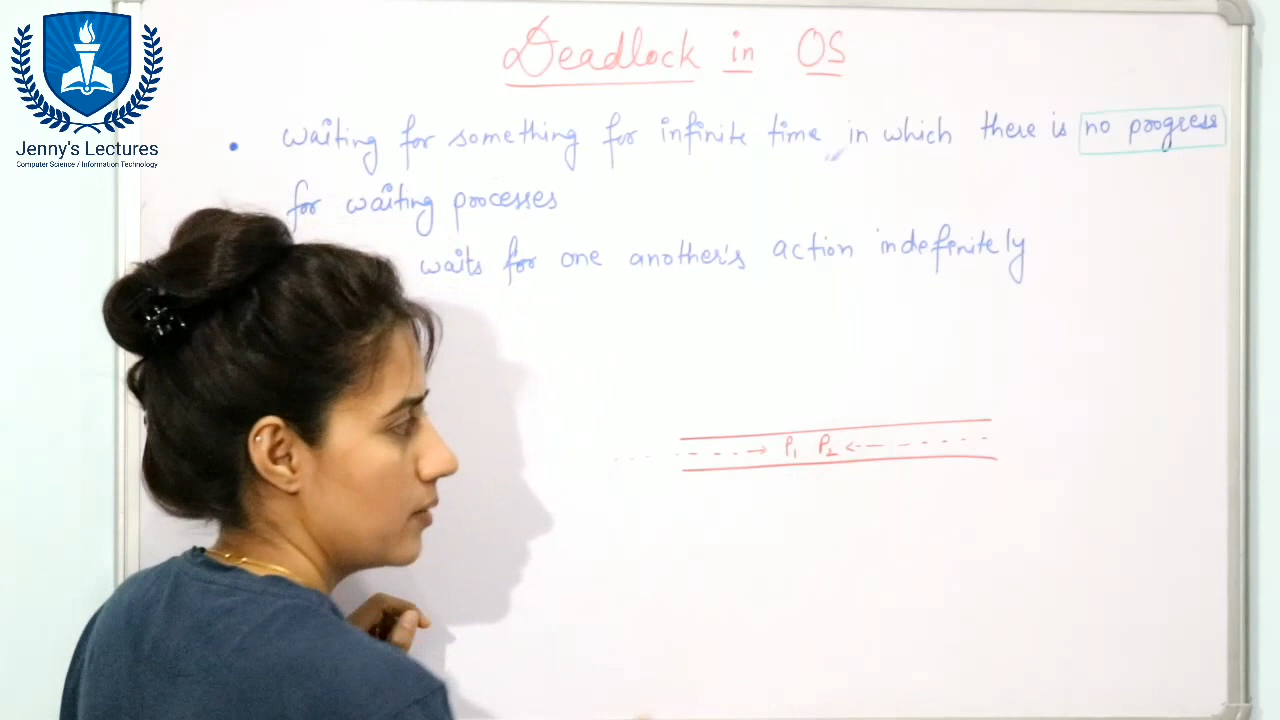 Jenny's Lectures
Computer Science / Information Technology
Deadlock in OS
• waiting for something for infinite time in which there is no progress
for waiting processes
waits for one another's action indefinitely
P1 P2